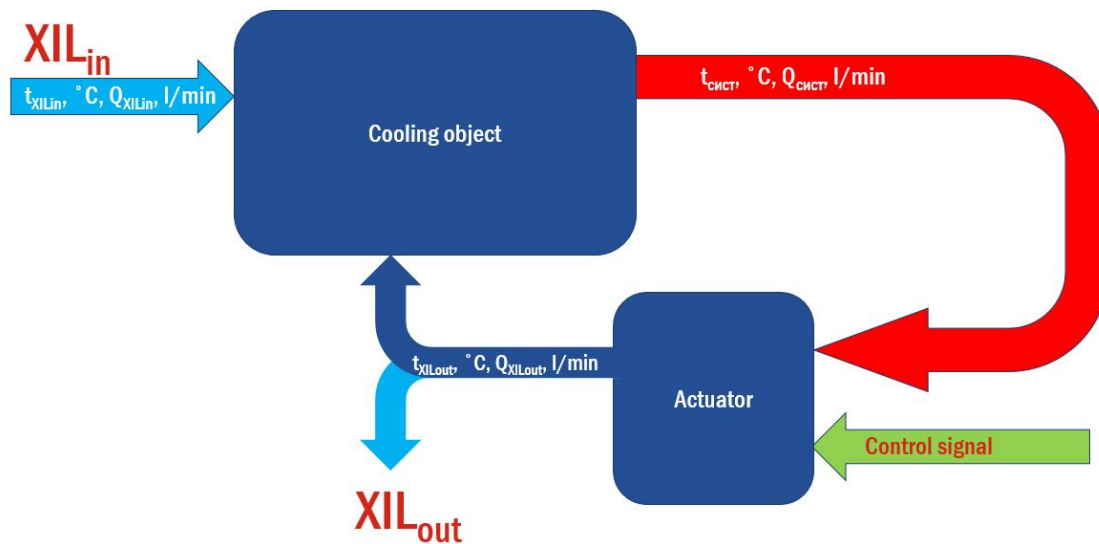 XILin
tXILin, °C, QXILin, l/min
Cooling object
tсист, °C, Qсист, l/min
tXILout, °C, QXILout, l/min
Actuator
Control signal
XILout